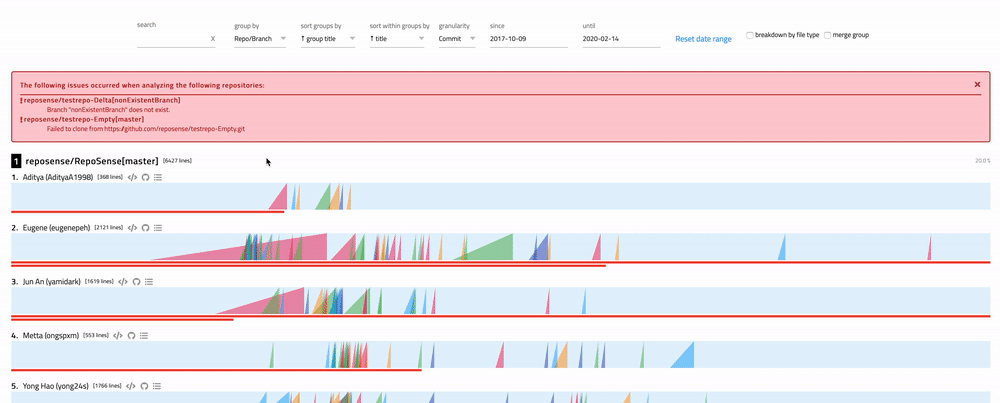 search
group by
sort groups by
sort within groups by
granularity
since
until
x
Repo/Branch
↑ group title
↑ title
Commit
2017-10-09
2020-02-14
Reset date range
breakdown by file type
merge group
The following issues occurred when analyzing the following repositories:
reposense/testrepo-Delta[nonExistentBranch]
Branch "nonExistentBranch" does not exist.
reposense/testrepo-Empty[master]
Failed to clone from https://github.com/reposense/testrepo-Empty.git
1 reposense/RepoSense[master] [6427 lines]
20.0%
1. Aditya (AdityaA1998) [368 lines]
2. Eugene (eugenepeh) [2121 lines]
3. Jun An (yamidark) [1619 lines]
4. Metta (ongspxm) [553 lines]
5. Yong Hao (yong24s) [1766 lines]